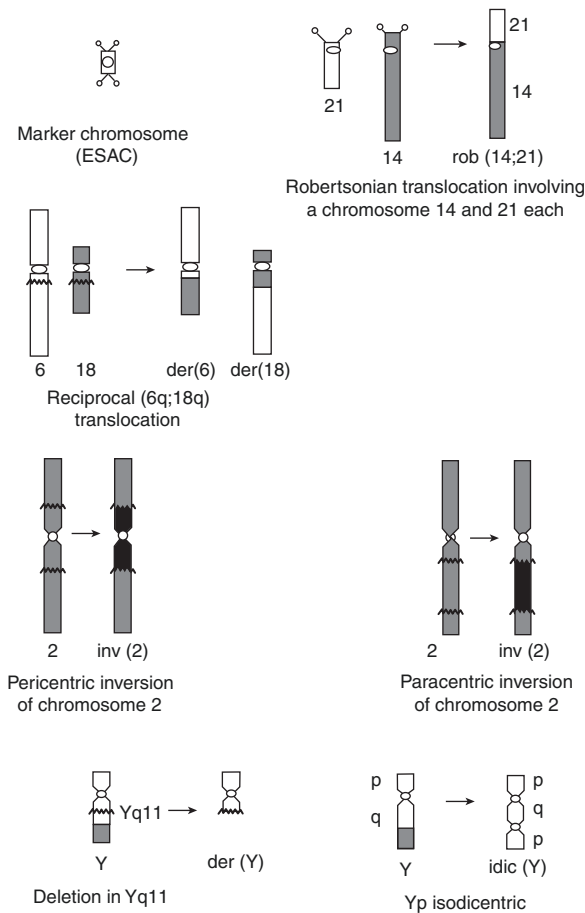 Marker chromosome
(ESAC)
21
14
21
14
rob (14;21)
Robertsonian translocation involving
a chromosome 14 and 21 each
6
18
der(6)
der(18)
Reciprocal (6q;18q)
translocation
2
inv (2)
Pericentric inversion
of chromosome 2
2
inv (2)
Paracentric inversion
of chromosome 2
Yq11
Y
der (Y)
Deletion in Yq11
p
q
Y
p
q
p
idic (Y)
Yp isodicentric